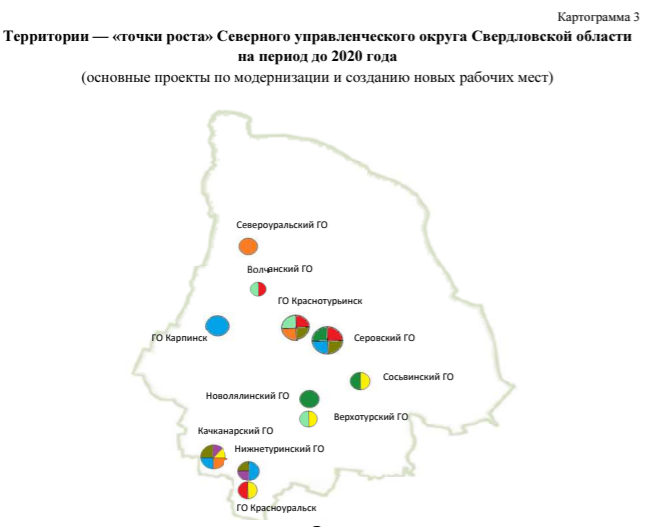 Картограмма 3
Территории — «точки роста» Северного управленческого округа Свердловской области
на период до 2020 года
(основные проекты по модернизации и созданию новых рабочих мест)
Североуральский ГО
Волчанский ГО
ГО Краснотурьинск
ГО Карпинск
Серовский ГО
Сосьвинский ГО
Новолялинский ГО
Верхотурский ГО
Качканарский ГО
Нижнетуринский ГО
ГО Красноуральск